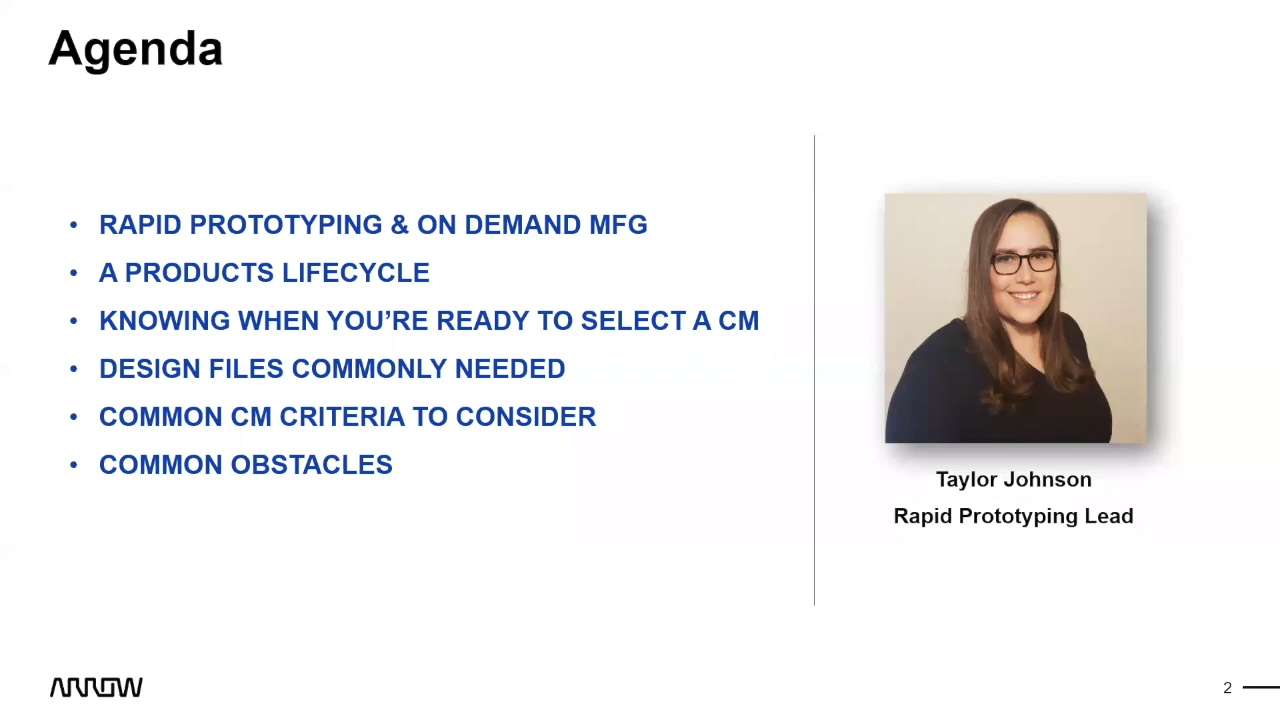 Agenda
• RAPID PROTOTYPING & ON DEMAND MFG
• A PRODUCTS LIFECYCLE
• KNOWING WHEN YOU’RE READY TO SELECT A CM
• DESIGN FILES COMMONLY NEEDED
• COMMON CM CRITERIA TO CONSIDER
• COMMON OBSTACLES
Taylor Johnson
Rapid Prototyping Lead
ARROW
2